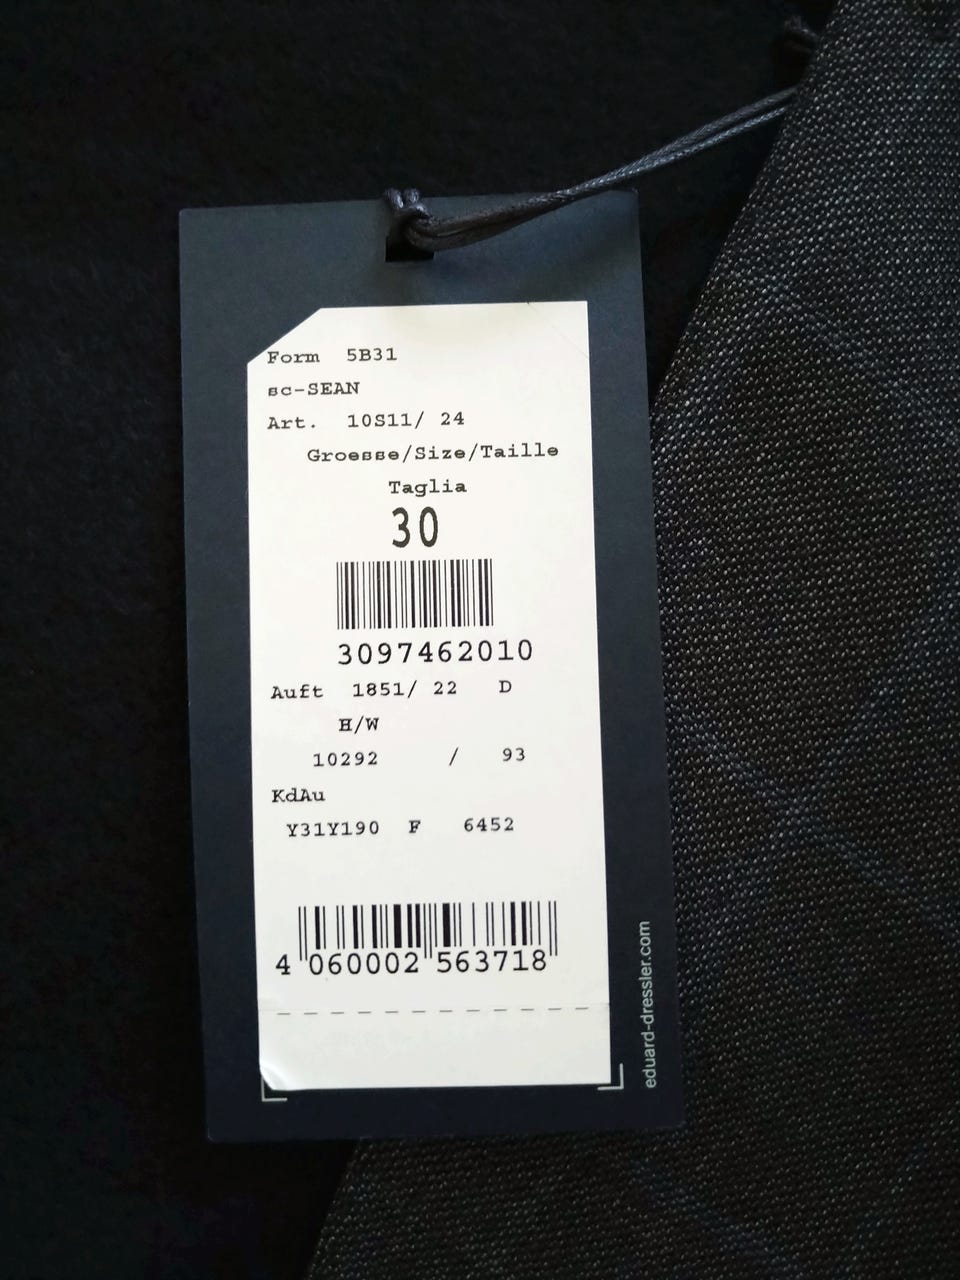 Form 5B31
sc-SEAN
Art. 10S11/ 24
Groesse/Size/Taille
Taglia
30
3097462010
Auft 1851/ 22 D
H/W
10292 / 93
KdAu
Y31Y190 F 6452
4 060002 563718
eduard-dressler.com